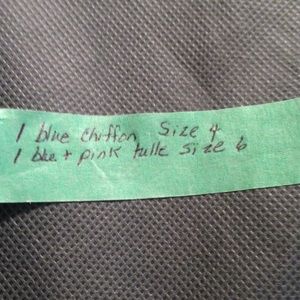 1 blue chiffon size 4
1 blue + pink tulle size 6